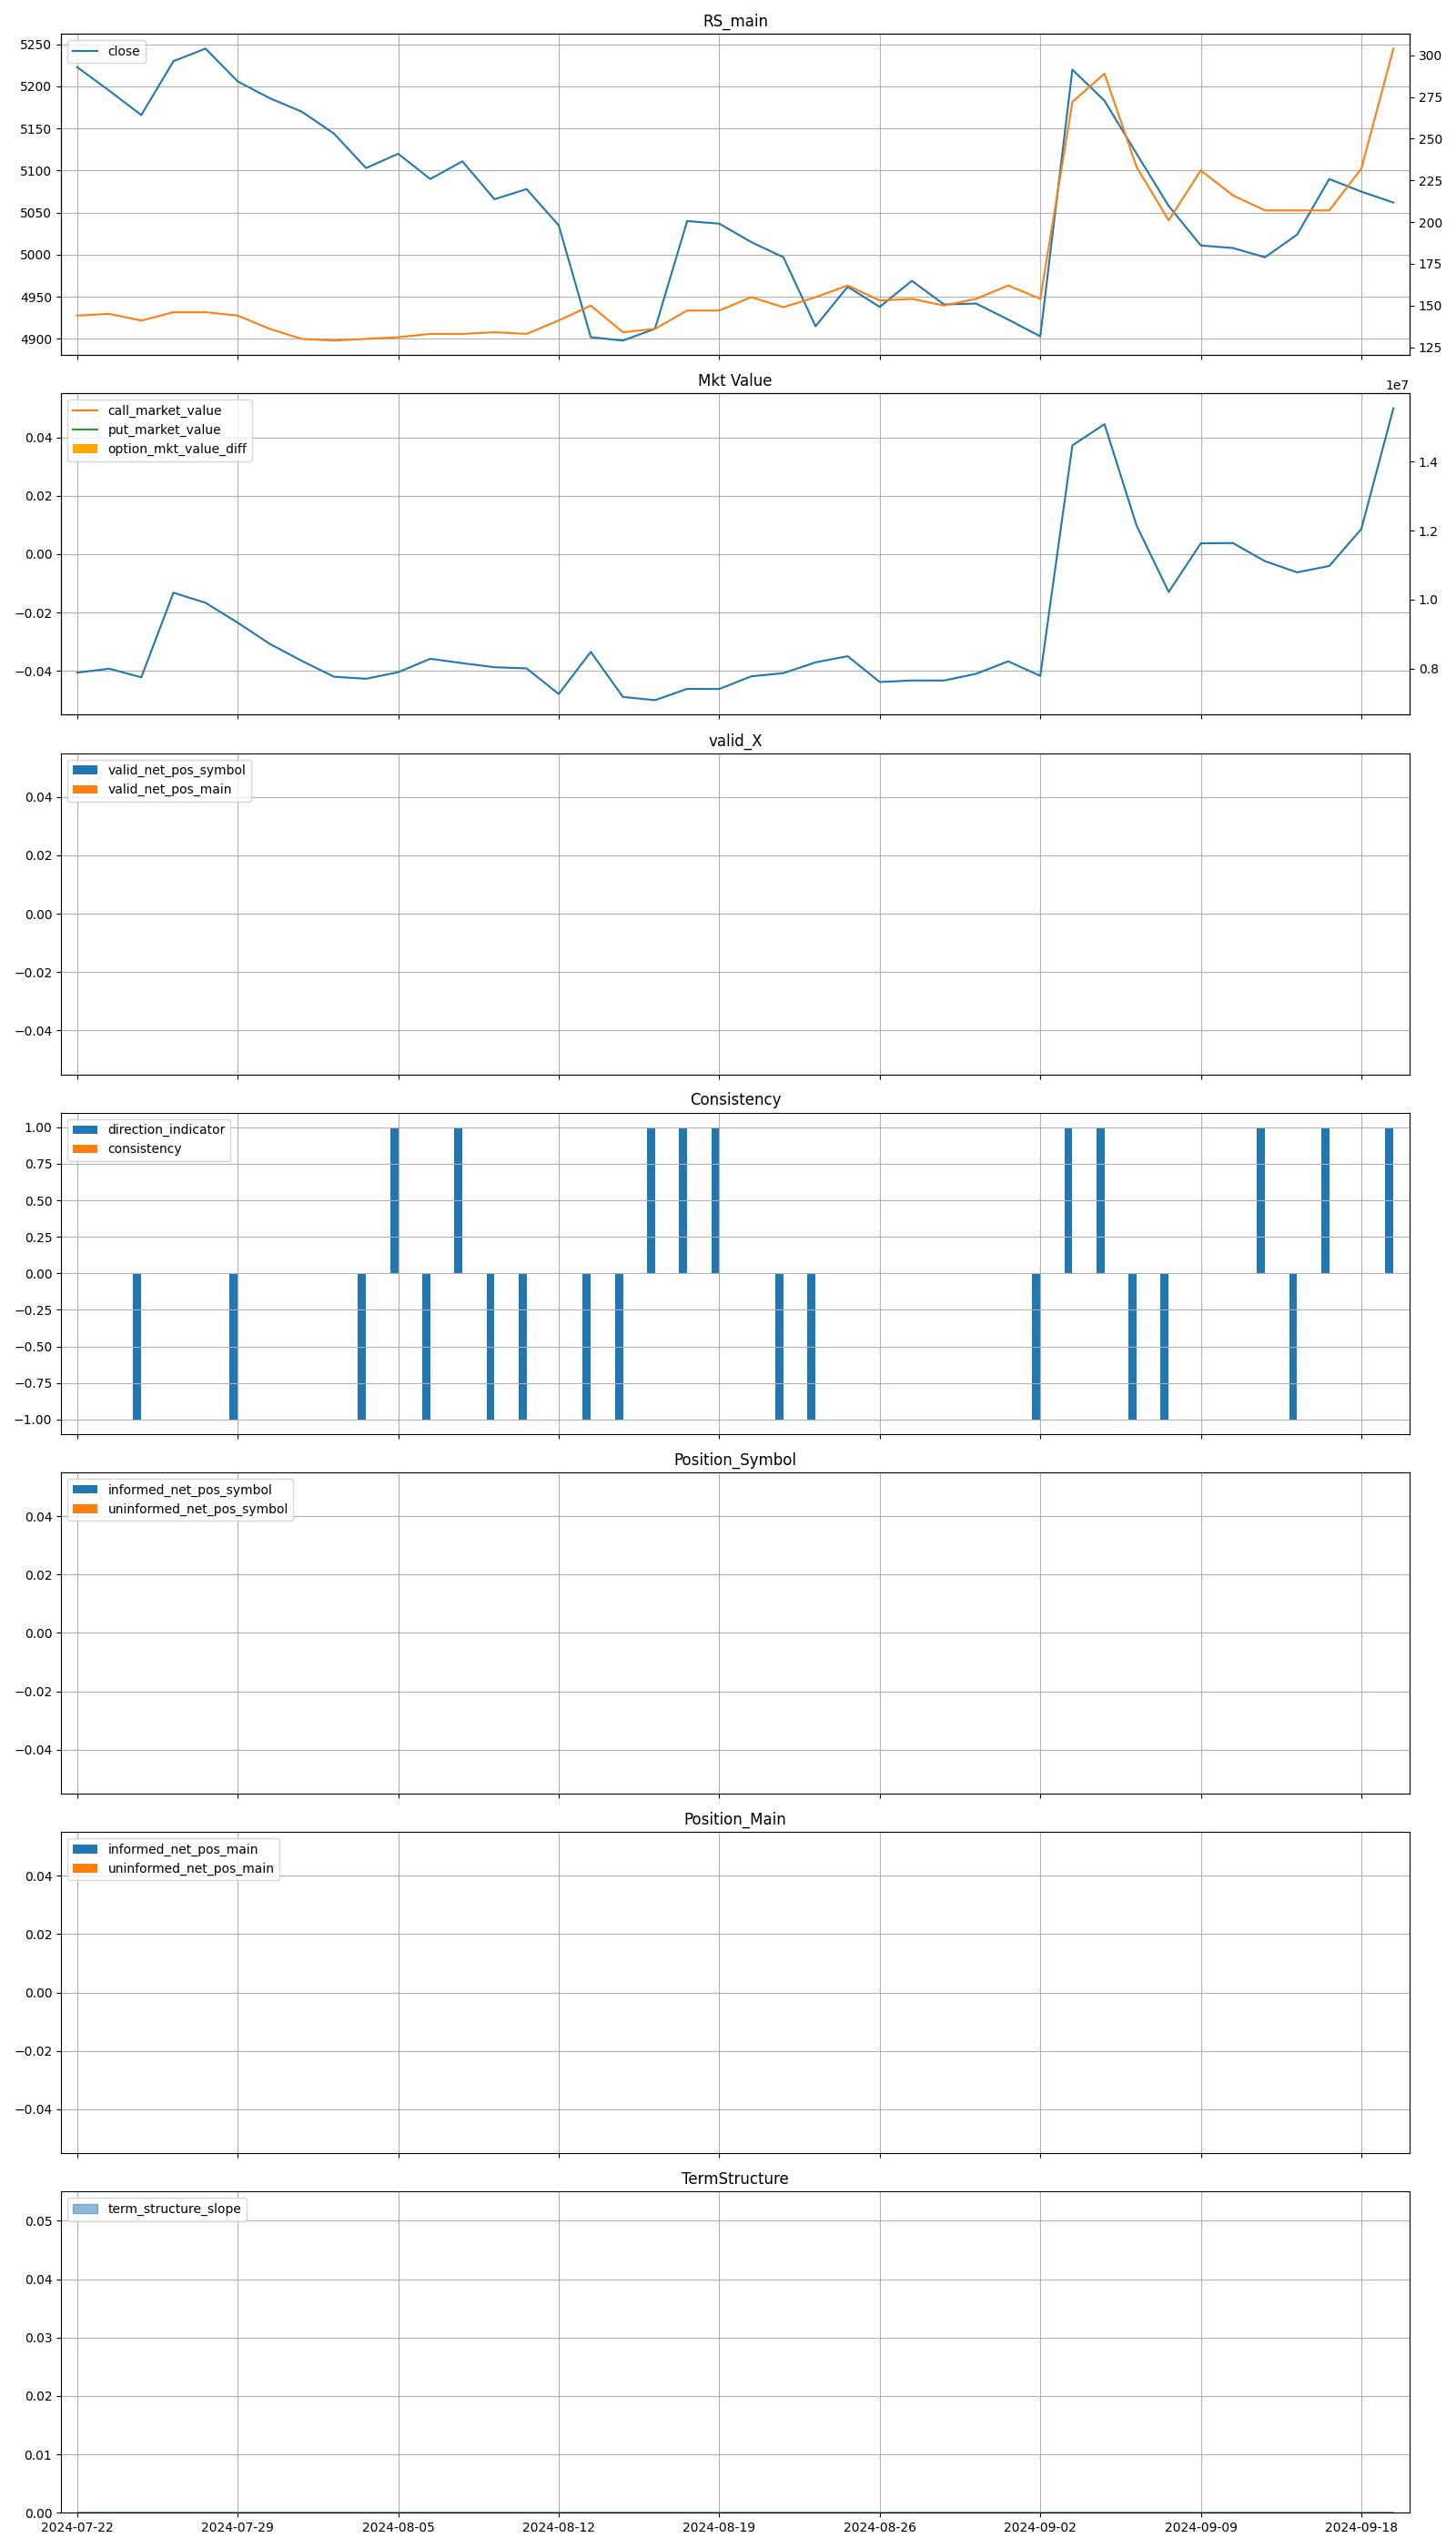 RS_main
close
5250
5200
5150
5100
5050
5000
4950
4900
300
275
250
225
200
175
150
125
Mkt Value
1e7
call_market_value
put_market_value
option_mkt_value_diff
0.04
0.02
0.00
−0.02
−0.04
1.4
1.2
1.0
0.8
valid_X
valid_net_pos_symbol
valid_net_pos_main
0.04
0.02
0.00
−0.02
−0.04
Consistency
direction_indicator
consistency
1.00
0.75
0.50
0.25
0.00
−0.25
−0.50
−0.75
−1.00
Position_Symbol
informed_net_pos_symbol
uninformed_net_pos_symbol
0.04
0.02
0.00
−0.02
−0.04
Position_Main
informed_net_pos_main
uninformed_net_pos_main
0.04
0.02
0.00
−0.02
−0.04
TermStructure
term_structure_slope
0.05
0.04
0.03
0.02
0.01
0.00
2024-07-22 2024-07-29 2024-08-05 2024-08-12 2024-08-19 2024-08-26 2024-09-02 2024-09-09 2024-09-18